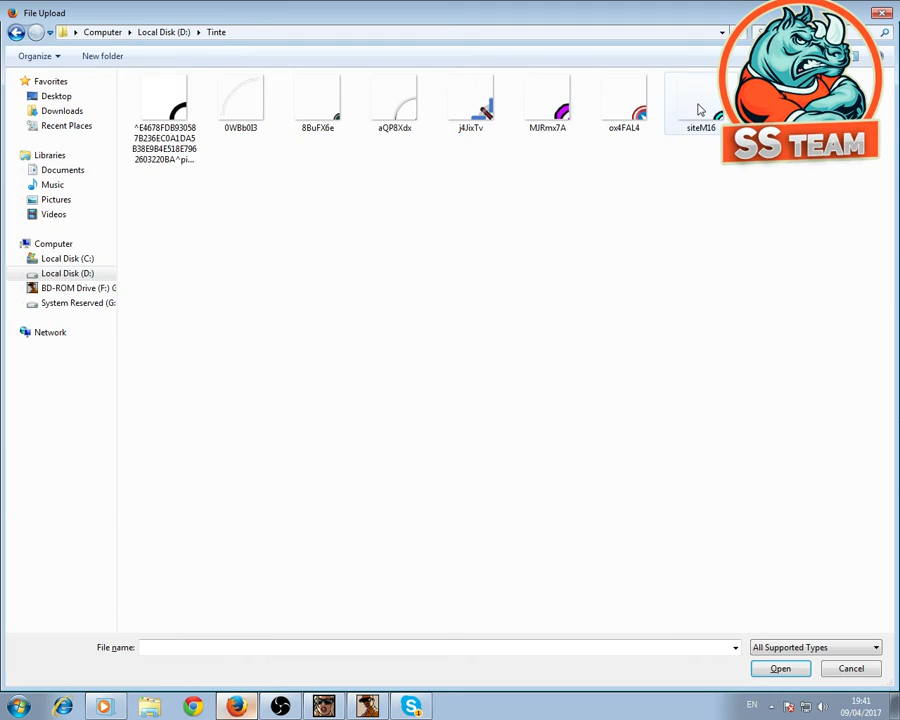 File Upload
Computer Local Disk (D:) Tinte
Organize New folder
Favorites
Desktop
Downloads
Recent Places
Libraries
Documents
Music
Pictures
Videos
Computer
Local Disk (C:)
Local Disk (D:)
BD-ROM Drive (F:) G
System Reserved (G:
Network
^E4678FDB93058
7B236EC0A1DA5
B38E9B4E518E796
2603220BA^pi...
0WBb0I3
8BuFX6e
aQP8Xdx
j4JixTv
MJRmx7A
ox4FAL4
siteM16
SS TEAM
File name:
All Supported Types
Open
Cancel
EN
19:41
09/04/2017